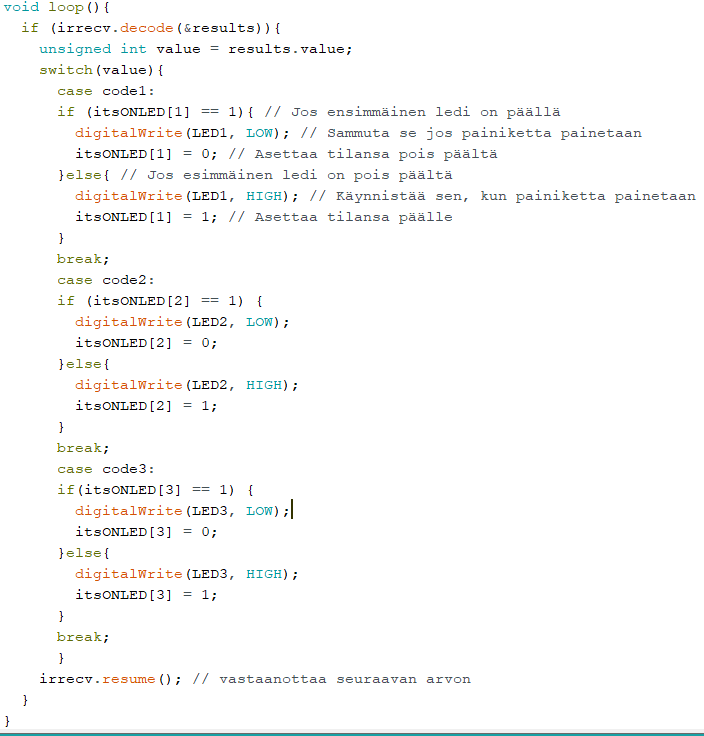 void loop(){
  if (irrecv.decode(&results)){
    unsigned int value = results.value;
    switch(value){
      case code1:
      if (itsONLED[1] == 1){ // Jos ensimmäinen ledi on päällä
        digitalWrite(LED1, LOW); // Sammuta se jos painiketta painetaan
        itsONLED[1] = 0; // Asettaa tilansa pois päältä
      }else{ // Jos esimmäinen ledi on pois päältä
        digitalWrite(LED1, HIGH); // Käynnistää sen, kun painiketta painetaan
        itsONLED[1] = 1; // Asettaa tilansa päälle
      }
      break;
      case code2:
      if (itsONLED[2] == 1) {
        digitalWrite(LED2, LOW);
        itsONLED[2] = 0;
      }else{
        digitalWrite(LED2, HIGH);
        itsONLED[2] = 1;
      }
      break;
      case code3:
      if(itsONLED[3] == 1) {
        digitalWrite(LED3, LOW);
        itsONLED[3] = 0;
      }else{
        digitalWrite(LED3, HIGH);
        itsONLED[3] = 1;
      }
      break;
      }
    irrecv.resume(); // vastaanottaa seuraavan arvon
  }
}